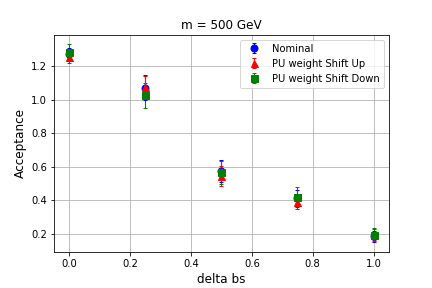 m = 500 GeV
Nominal
PU weight Shift Up
PU weight Shift Down
Acceptance
1.2
1.0
0.8
0.6
0.4
0.2
0.0 0.2 0.4 0.6 0.8 1.0
delta bs